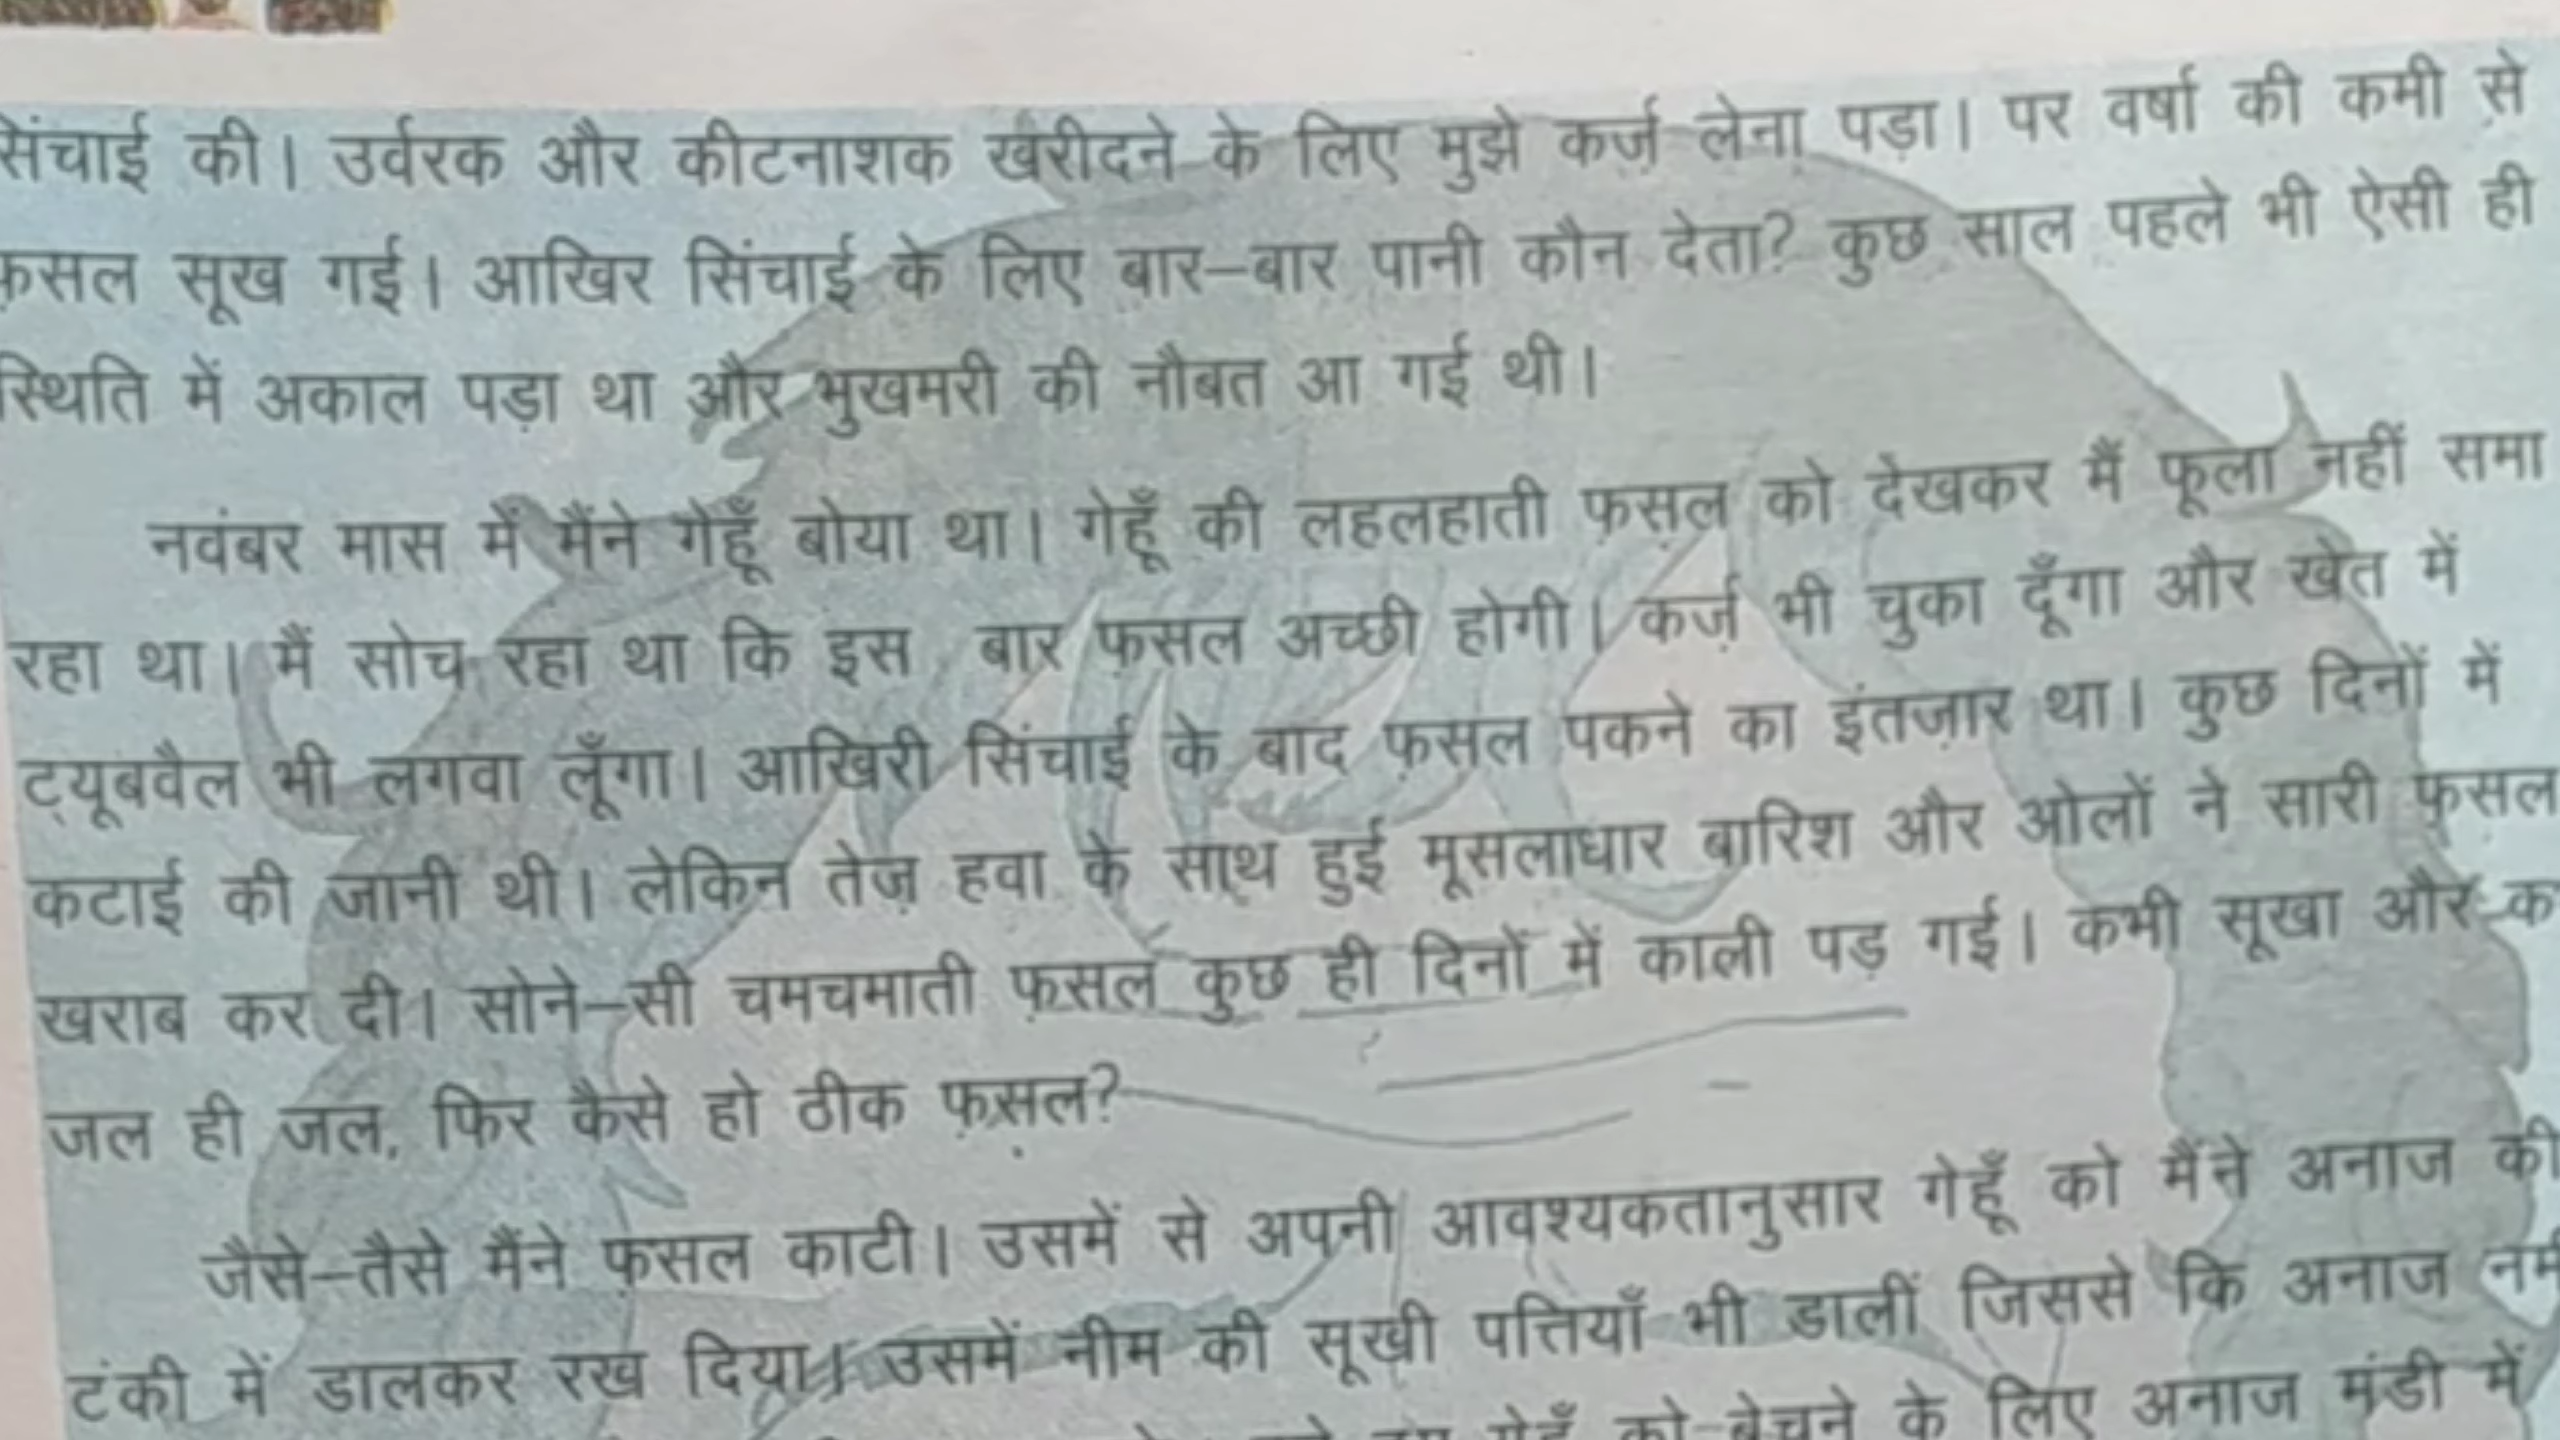 सिंचाई की। उर्वरक और कीटनाशक खरीदने के लिए मुझे कर्ज़ लेना पड़ा। पर वर्षा की कमी से
फ़सल सूख गई। आखिर सिंचाई के लिए बार–बार पानी कौन देता? कुछ साल पहले भी ऐसी ही
स्थिति में अकाल पड़ा था और भुखमरी की नौबत आ गई थी।
नवंबर मास में मैंने गेहूँ बोया था। गेहूँ की लहलहाती फ़सल को देखकर मैं फूला नहीं समा
रहा था। मैं सोच रहा था कि इस बार फ़सल अच्छी होगी। कर्ज़ भी चुका दूँगा और खेत में
ट्यूबवैल भी लगवा लूँगा। आखिरी सिंचाई के बाद फ़सल पकने का इंतज़ार था। कुछ दिनों में
कटाई की जानी थी। लेकिन तेज़ हवा के साथ हुई मूसलाधार बारिश और ओलों ने सारी फ़सल
खराब कर दी। सोने–सी चमचमाती फ़सल कुछ ही दिनों में काली पड़ गई। कभी सूखा और
जल ही जल, फिर कैसे हो ठीक फ़सल?
जैसे–तैसे मैंने फ़सल काटी। उसमें से अपनी आवश्यकतानुसार गेहूँ को मैंने अनाज की
टंकी में डालकर रख दिया। उसमें नीम की सूखी पत्तियाँ भी डालीं जिससे कि अनाज
गेहूँ को बेचने के लिए अनाज मंडी में